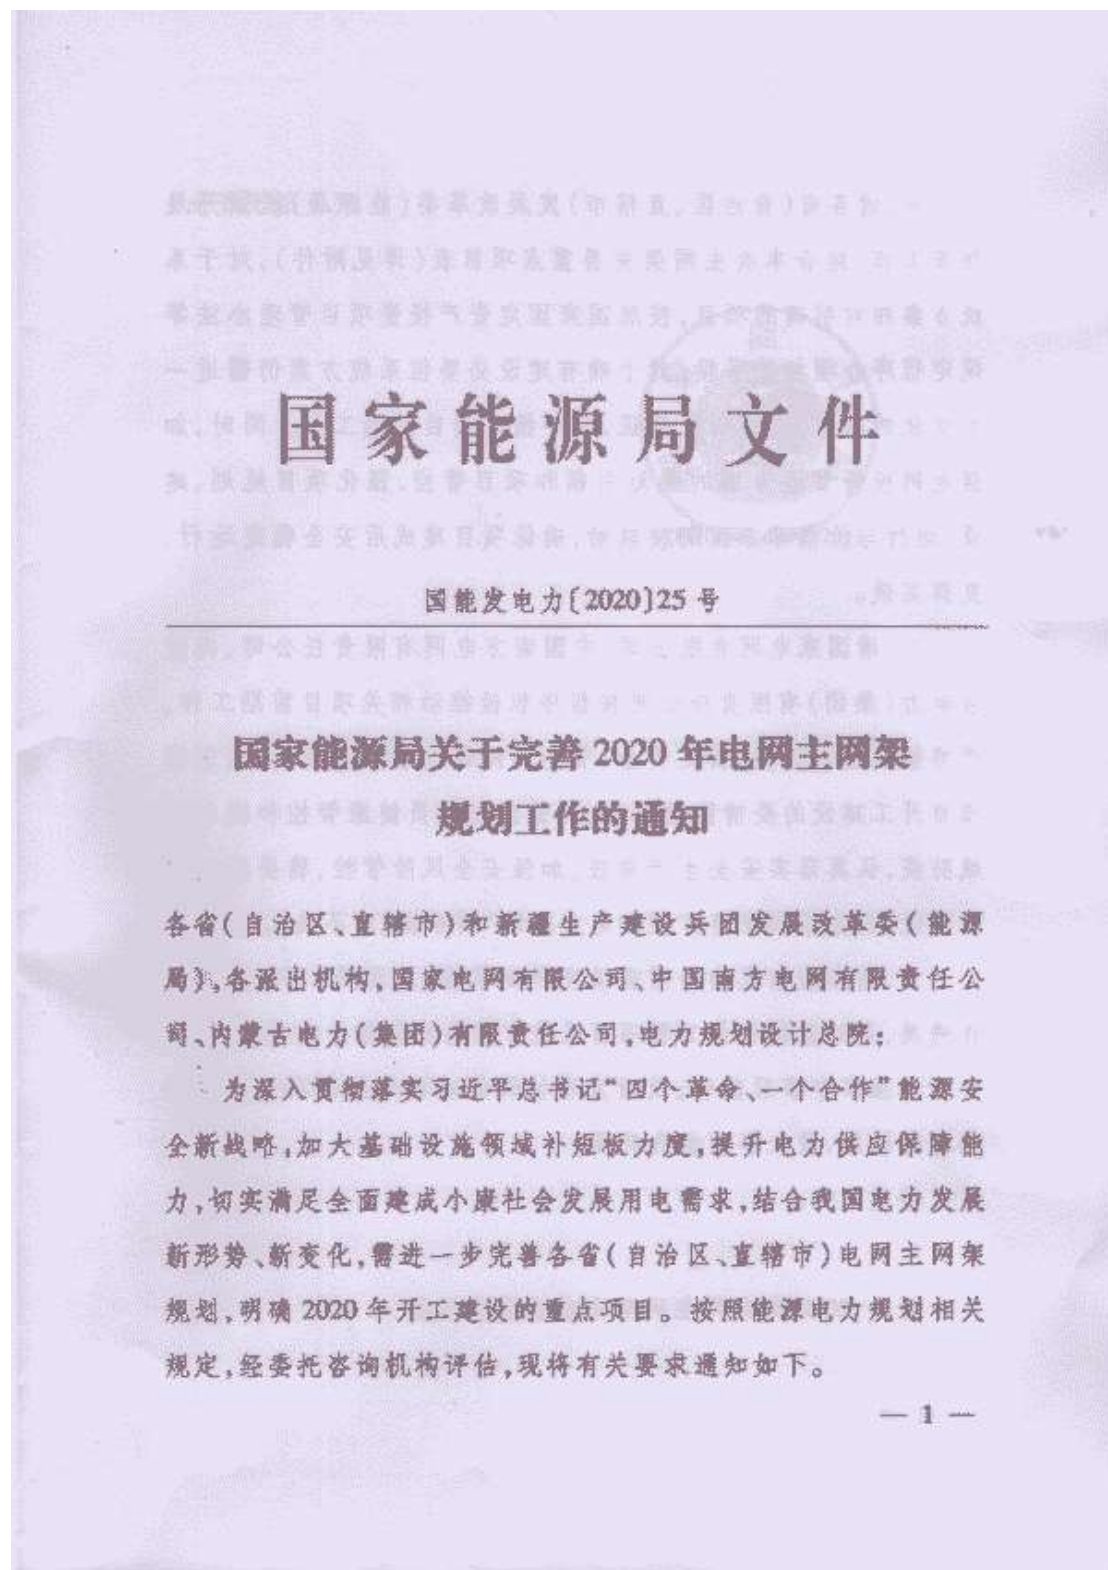 国家能源局文件
国能发电力〔2020〕25号
国家能源局关于完善2020年电网主网架
规划工作的通知
各省(自治区、直辖市)和新疆生产建设兵团发展改革委(能源
局),各派出机构,国家电网有限公司、中国南方电网有限责任公
司、内蒙古电力(集团)有限责任公司,电力规划设计总院:
为深入贯彻落实习近平总书记“四个革命、一个合作”能源安
全新战略,加大基础设施领域补短板力度,提升电力供应保障能
力,切实满足全面建成小康社会发展用电需求,结合我国电力发展
新形势、新变化,需进一步完善各省(自治区、直辖市)电网主网架
规划,明确2020年开工建设的重点项目。按照能源电力规划相关
规定,经委托咨询机构评估,现将有关要求通知如下。
— 1 —